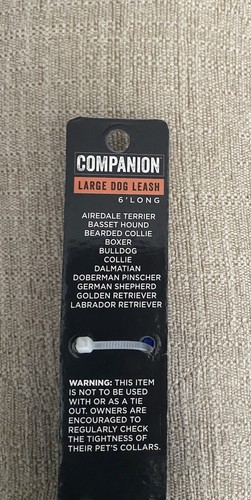 COMPANION
LARGE DOG LEASH
6' LONG
AIREDALE TERRIER
BASSET HOUND
BEARDED COLLIE
BOXER
BULLDOG
COLLIE
DALMATIAN
DOBERMAN PINSCHER
GERMAN SHEPHERD
GOLDEN RETRIEVER
LABRADOR RETRIEVER
WARNING: THIS ITEM
IS NOT TO BE USED
WITH OR AS A TIE
OUT. OWNERS ARE
ENCOURAGED TO
REGULARLY CHECK
THE TIGHTNESS OF
THEIR PET'S COLLARS.